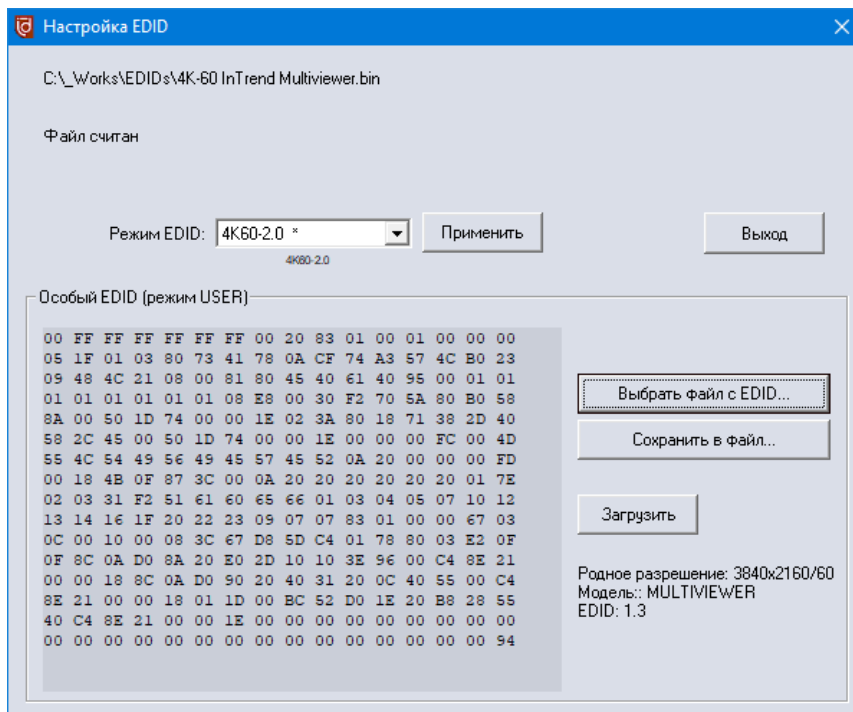 Настройка EDID
C:\_Works\EDIDs\4K-60 InTrend Multiviewer.bin
Файл считан
Режим EDID: 4K60-2.0 * Применить Выход
4K60-2.0
Особый EDID (режим USER)
00 FF FF FF FF FF FF 00 20 83 01 00 01 00 00 00
05 1F 01 03 80 73 41 78 0A CF 74 A3 57 4C B0 23
09 48 4C 21 08 00 81 80 45 40 61 40 95 00 01 01
01 01 01 01 01 01 08 E8 00 30 F2 70 5A 80 B0 58
8A 00 50 1D 74 00 00 1E 02 3A 80 18 71 38 2D 40
58 2C 45 00 50 1D 74 00 00 1E 00 00 00 FC 00 4D
55 4C 54 49 56 49 45 57 45 52 0A 20 00 00 00 FD
00 18 4B 0F 87 3C 00 0A 20 20 20 20 20 20 01 7E
02 03 31 F2 51 61 60 65 66 01 03 04 05 07 10 12
13 14 16 1F 20 22 23 09 07 07 83 01 00 00 67 03
0C 00 10 00 08 3C 67 D8 5D C4 01 78 80 03 E2 0F
0F 8C 0A D0 8A 20 E0 2D 10 10 3E 96 00 C4 8E 21
00 00 18 8C 0A D0 90 20 40 31 20 0C 40 55 00 C4
8E 21 00 00 18 01 1D 00 BC 52 D0 1E 20 B8 28 55
40 C4 8E 21 00 00 1E 00 00 00 00 00 00 00 00 00
00 00 00 00 00 00 00 00 00 00 00 00 00 00 00 94
Выбрать файл с EDID...
Сохранить в файл...
Загрузить
Родное разрешение: 3840x2160/60
Модель:: MULTIVIEWER
EDID: 1.3